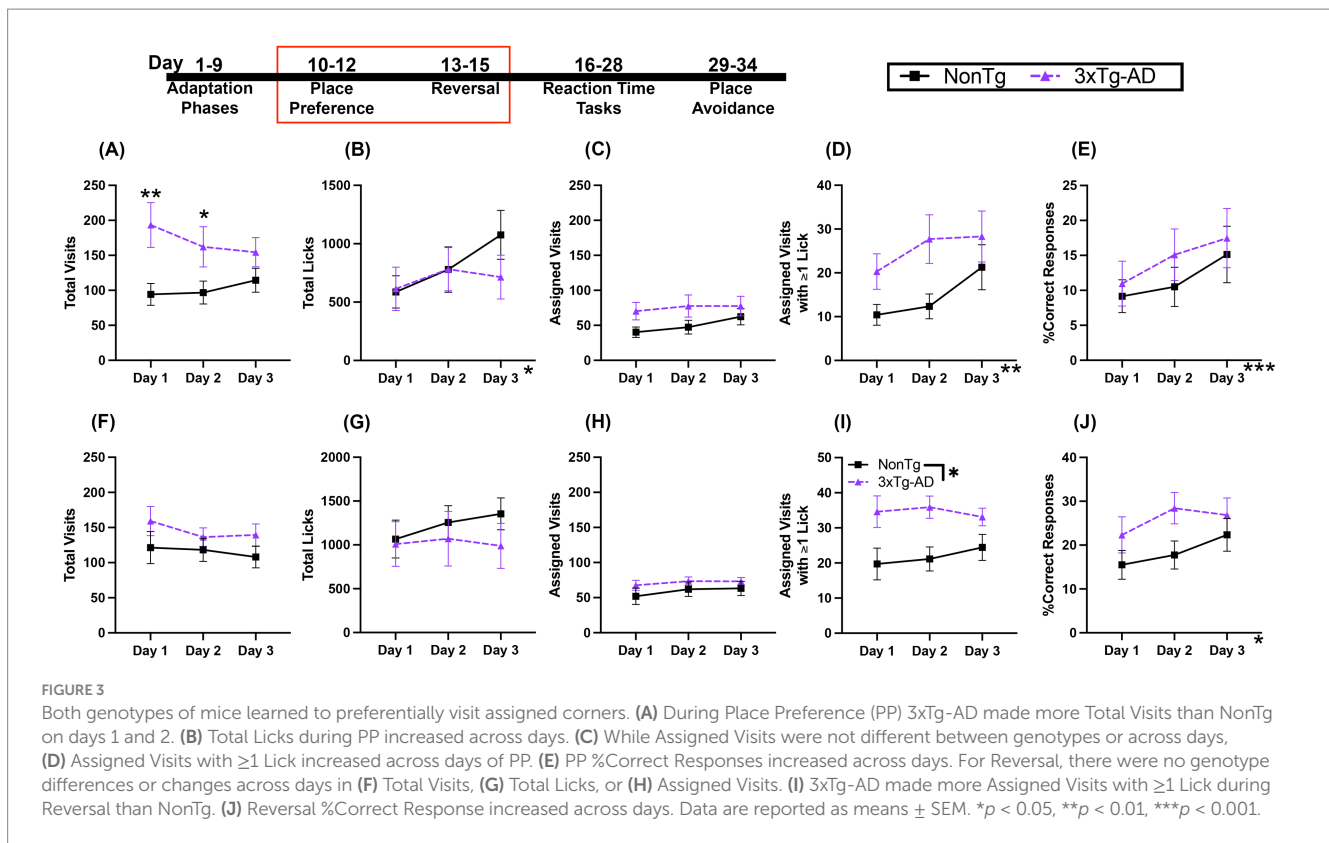 Day 1-9 10-12 13-15 16-28 29-34
Adaptation Phases Place Preference Reversal Reaction Time Tasks Place Avoidance
NonTg 3xTg-AD
(A) (B) (C) (D) (E)
** *
Total Visits
250
200
150
100
50
0
Day 1 Day 2 Day 3
Total Licks
1500
1000
500
0
Day 1 Day 2 Day 3 *
Assigned Visits
250
200
150
100
50
0
Day 1 Day 2 Day 3
Assigned Visits
with ≥1 Lick
40
30
20
10
0
Day 1 Day 2 Day 3 **
%Correct Responses
25
20
15
10
5
0
Day 1 Day 2 Day 3 ***
(F) (G) (H) (I) (J)
Total Visits
250
200
150
100
50
0
Day 1 Day 2 Day 3
Total Licks
2000
1500
1000
500
0
Day 1 Day 2 Day 3
Assigned Visits
250
200
150
100
50
0
Day 1 Day 2 Day 3
Assigned Visits
with ≥1 Lick
50
40
30
20
10
0
NonTg
3xTg-AD
*
Day 1 Day 2 Day 3
%Correct Responses
40
30
20
10
0
Day 1 Day 2 Day 3 *
FIGURE 3
Both genotypes of mice learned to preferentially visit assigned corners. (A) During Place Preference (PP) 3xTg-AD made more Total Visits than NonTg
on days 1 and 2. (B) Total Licks during PP increased across days. (C) While Assigned Visits were not different between genotypes or across days,
(D) Assigned Visits with ≥1 Lick increased across days of PP. (E) PP %Correct Responses increased across days. For Reversal, there were no genotype
differences or changes across days in (F) Total Visits, (G) Total Licks, or (H) Assigned Visits. (I) 3xTg-AD made more Assigned Visits with ≥1 Lick during
Reversal than NonTg. (J) Reversal %Correct Response increased across days. Data are reported as means ± SEM. *p < 0.05, **p < 0.01, ***p < 0.001.